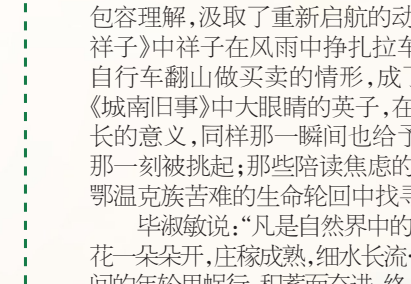 包容理解,汲取了重新启航的动
祥子》中祥子在风雨中挣扎拉车
自行车翻山做买卖的情形,成了
《城南旧事》中大眼睛的英子,在
长的意义,同样那一瞬间也给予
那一刻被挑起;那些陪读焦虑的
鄂温克族苦难的生命轮回中找寻
毕淑敏说:“凡是自然界中的
花一朵朵开,庄稼成熟,细水长流
间的年轮里蜗行,积蓄而奋进,终